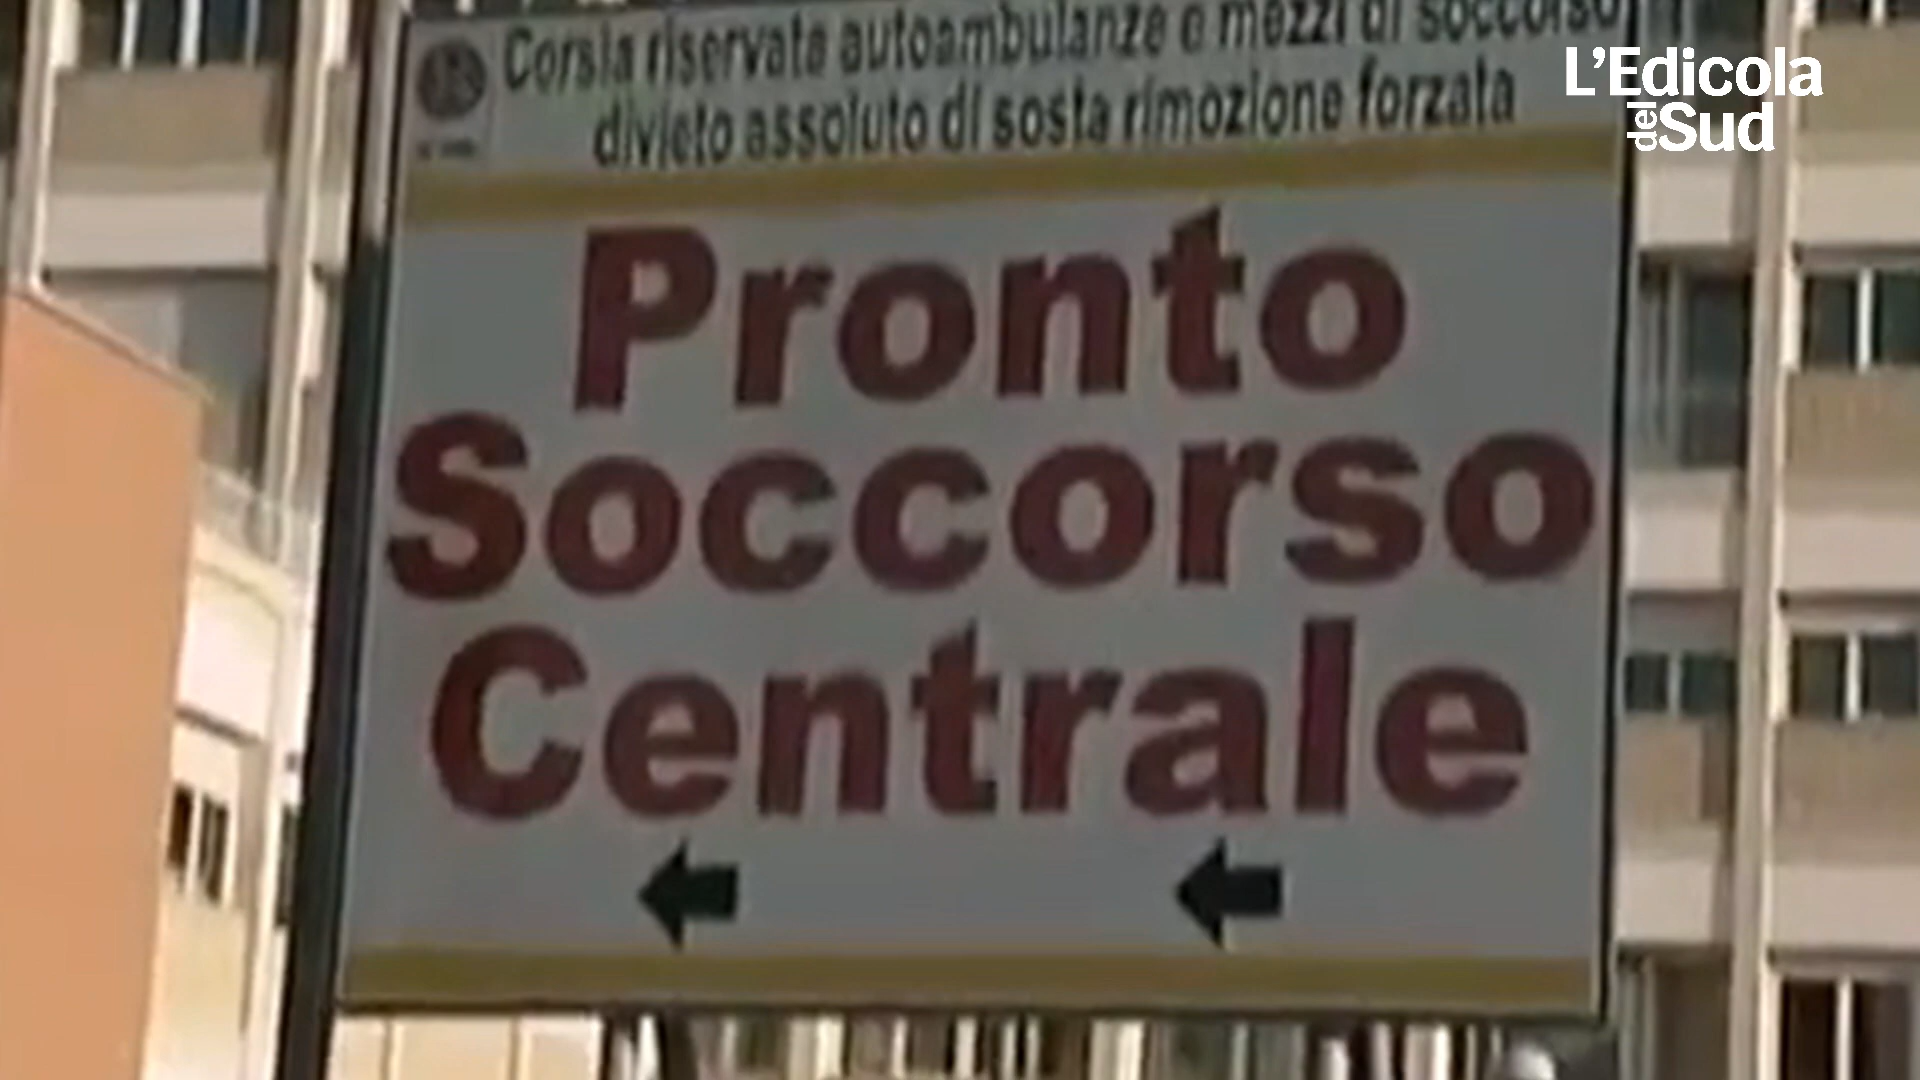 Corsia riservata autoambulanze e mezzi di soccorso
divieto assoluto di sosta rimozione forzata
L'Edicola
del Sud
Pronto
Soccorso
Centrale